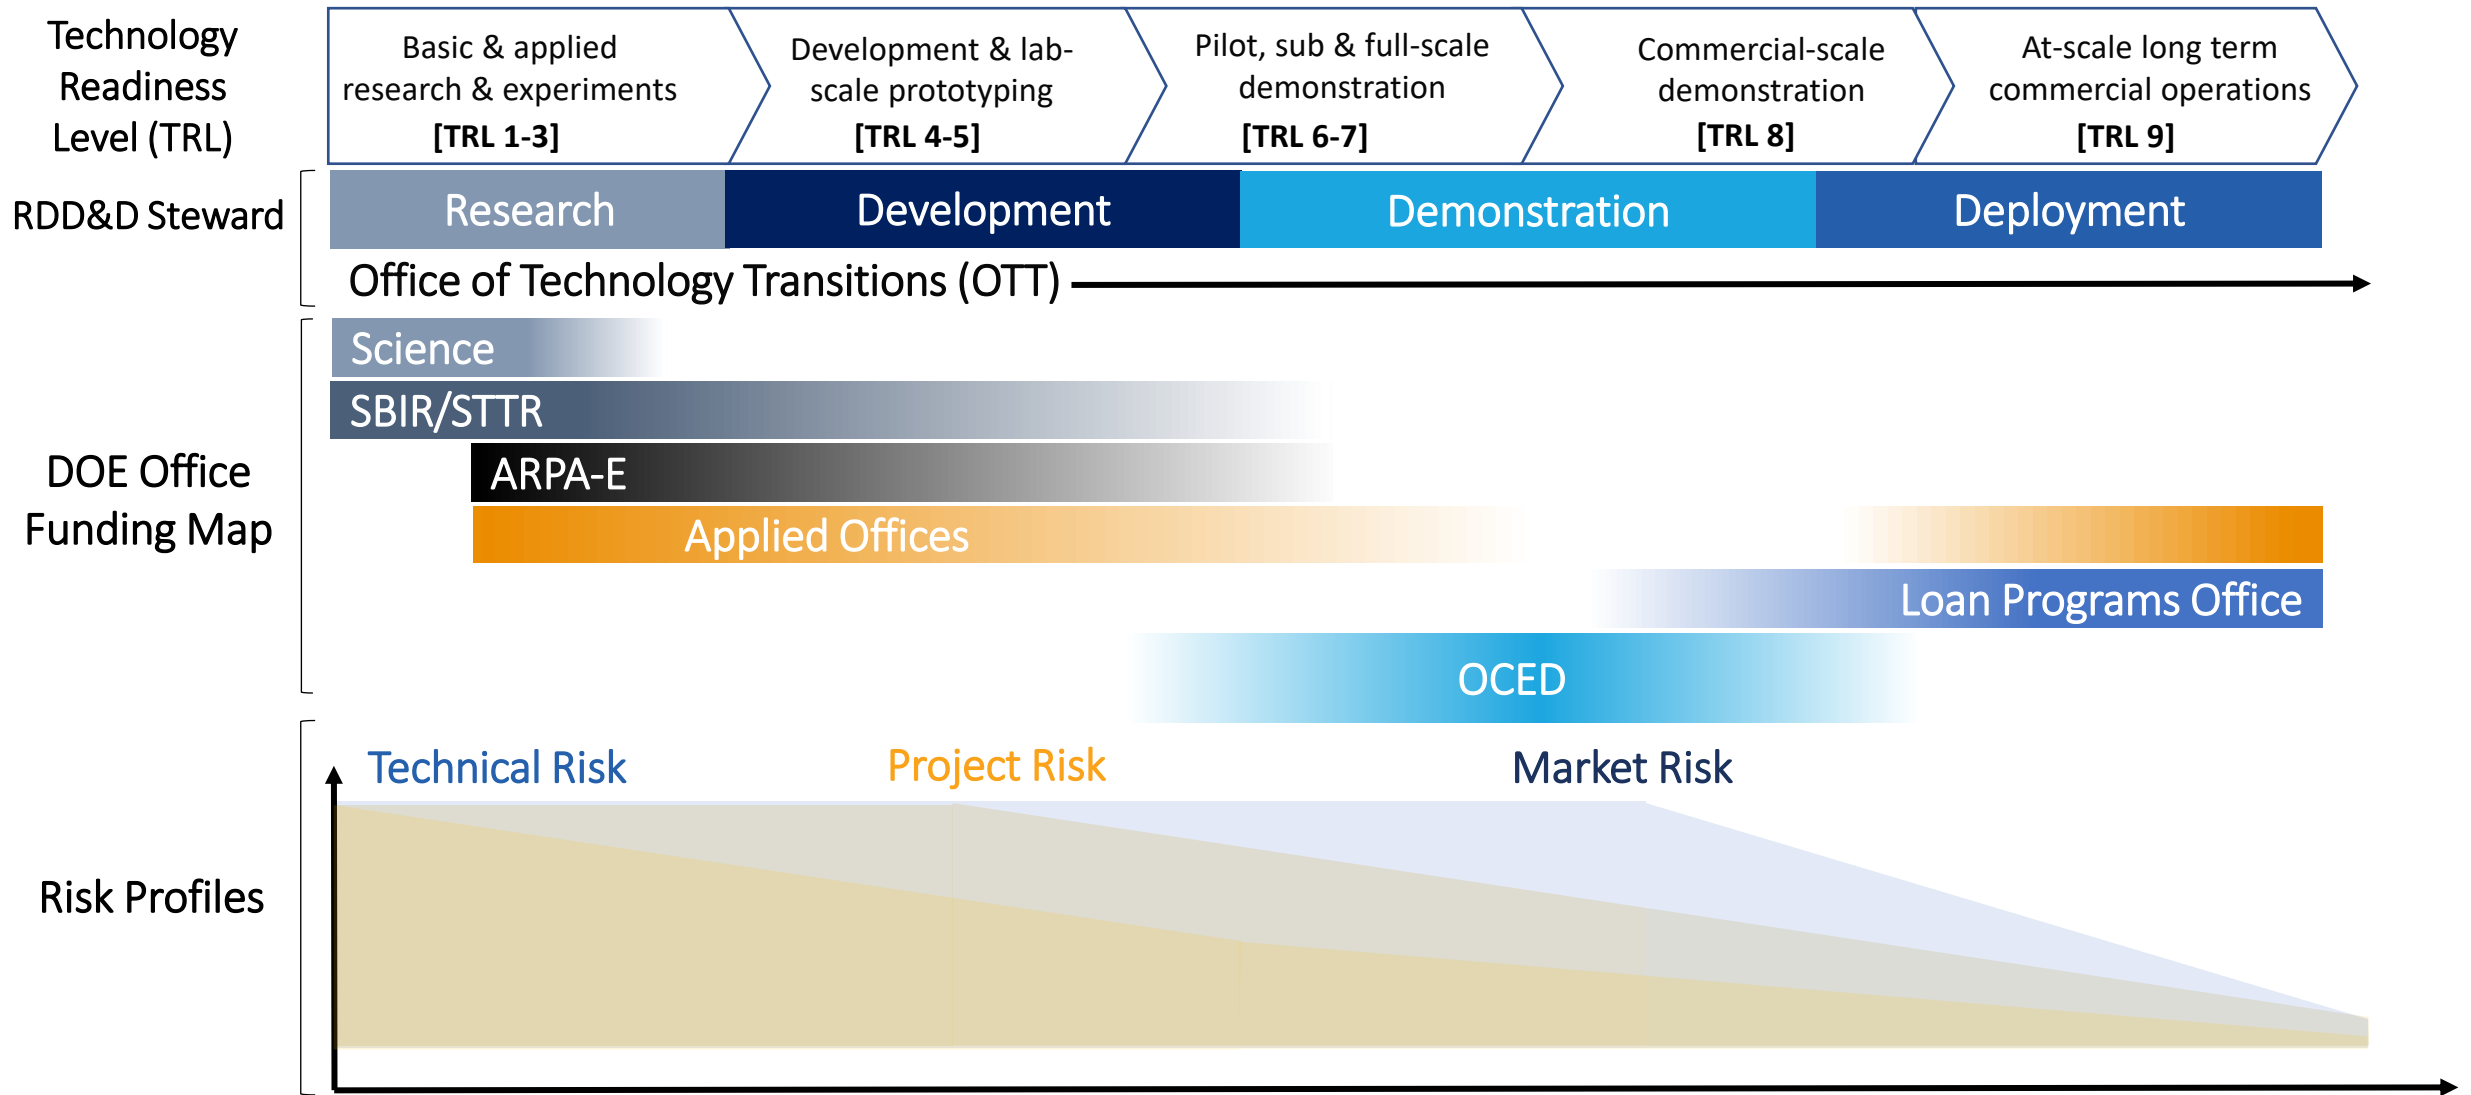 Technology
Readiness
Level (TRL)
Basic & applied
research & experiments
[TRL 1-3]
Development & lab-
scale prototyping
[TRL 4-5]
Pilot, sub & full-scale
demonstration
[TRL 6-7]
Commercial-scale
demonstration
[TRL 8]
At-scale long term
commercial operations
[TRL 9]
RDD&D Steward
Research
Development
Demonstration
Deployment
Office of Technology Transitions (OTT)
DOE Office
Funding Map
Science
SBIR/STTR
ARPA-E
Applied Offices
Loan Programs Office
OCED
Risk Profiles
Technical Risk
Project Risk
Market Risk